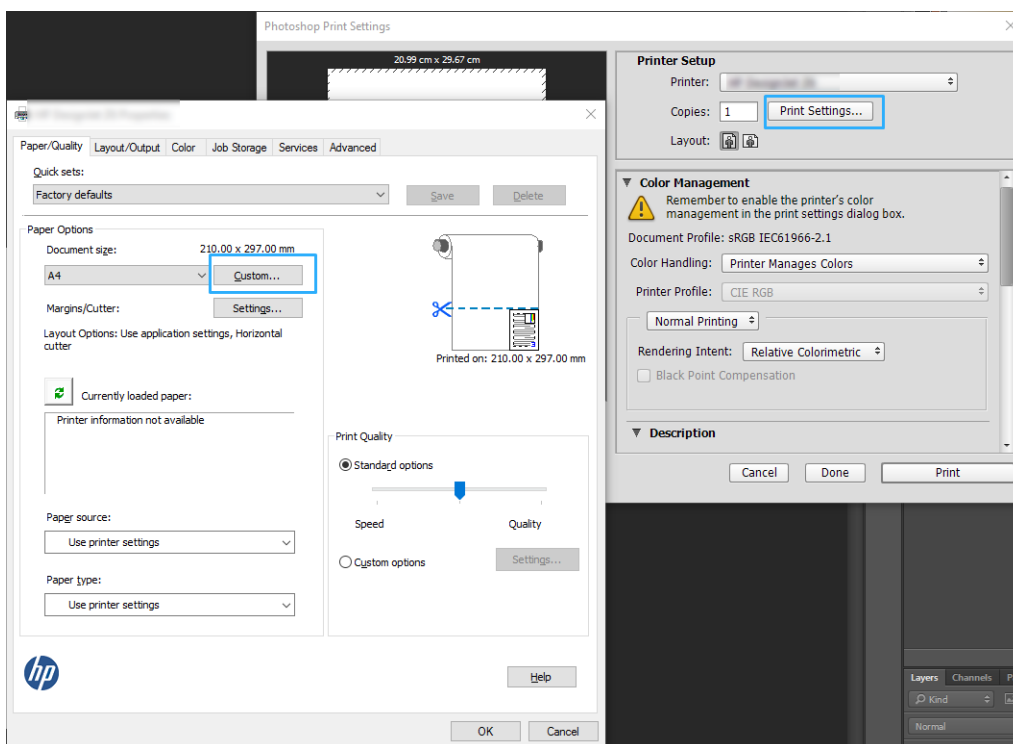 Photoshop Print Settings
20.99 cm x 29.67 cm
Printer Setup
Printer:
Copies: 1 Print Settings...
Layout:
Color Management
Remember to enable the printer's color
management in the print settings dialog box.
Document Profile: sRGB IEC61966-2.1
Color Handling: Printer Manages Colors
Printer Profile: CIE RGB
Normal Printing
Rendering Intent: Relative Colorimetric
Black Point Compensation
Description
Cancel Done Print
Paper/Quality Layout/Output Color Job Storage Services Advanced
Quick sets:
Factory defaults Save Delete
Paper Options
Document size: 210.00 x 297.00 mm
A4 Custom...
Margins/Cutter: Settings...
Layout Options: Use application settings, Horizontal
cutter
Printed on: 210.00 x 297.00 mm
Currently loaded paper:
Printer information not available
Paper source:
Use printer settings
Paper type:
Use printer settings
Print Quality
Standard options
Speed Quality
Custom options Settings...
hp
Help
OK Cancel
Layers Channels P
Kind
Normal